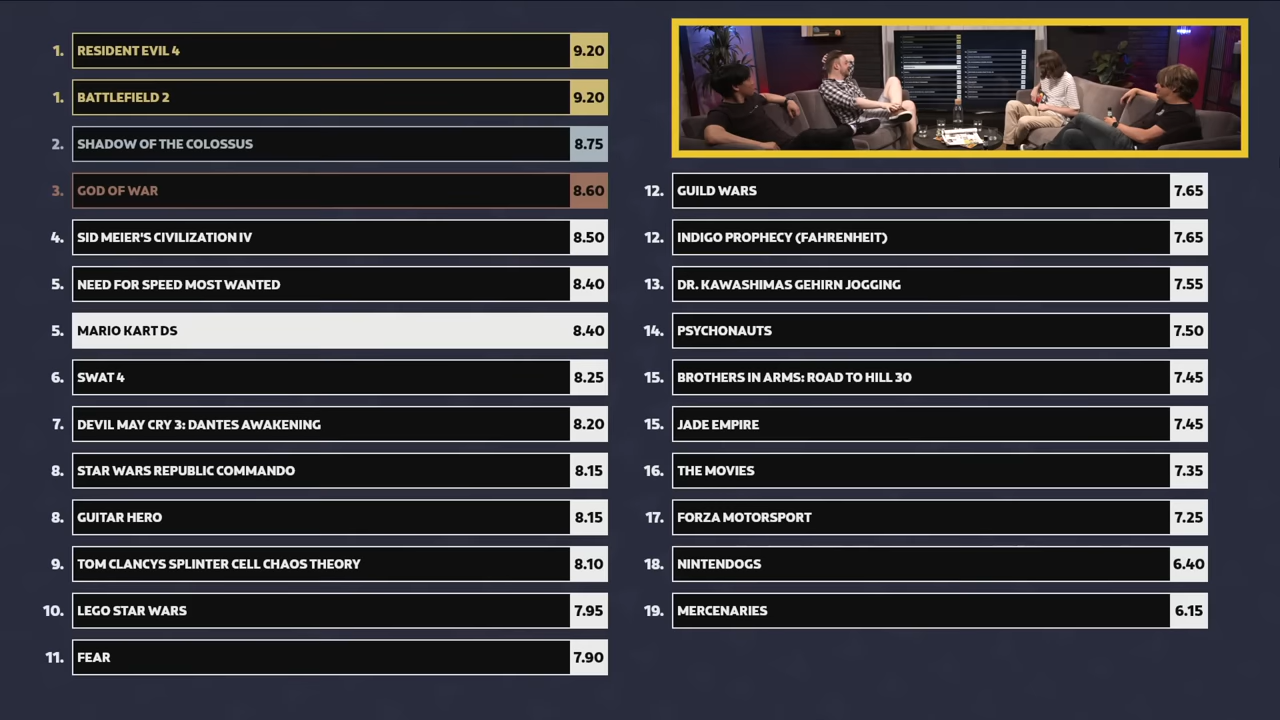 1. RESIDENT EVIL 4 9.20
1. BATTLEFIELD 2 9.20
2. SHADOW OF THE COLOSSUS 8.75
3. GOD OF WAR 8.60
4. SID MEIER'S CIVILIZATION IV 8.50
5. NEED FOR SPEED MOST WANTED 8.40
5. MARIO KART DS 8.40
6. SWAT 4 8.25
7. DEVIL MAY CRY 3: DANTES AWAKENING 8.20
8. STAR WARS REPUBLIC COMMANDO 8.15
8. GUITAR HERO 8.15
9. TOM CLANCYS SPLINTER CELL CHAOS THEORY 8.10
10. LEGO STAR WARS 7.95
11. FEAR 7.90
12. GUILD WARS 7.65
12. INDIGO PROPHECY (FAHRENHEIT) 7.65
13. DR. KAWASHIMAS GEHIRN JOGGING 7.55
14. PSYCHONAUTS 7.50
15. BROTHERS IN ARMS: ROAD TO HILL 30 7.45
15. JADE EMPIRE 7.45
16. THE MOVIES 7.35
17. FORZA MOTORSPORT 7.25
18. NINTENDOGS 6.40
19. MERCENARIES 6.15